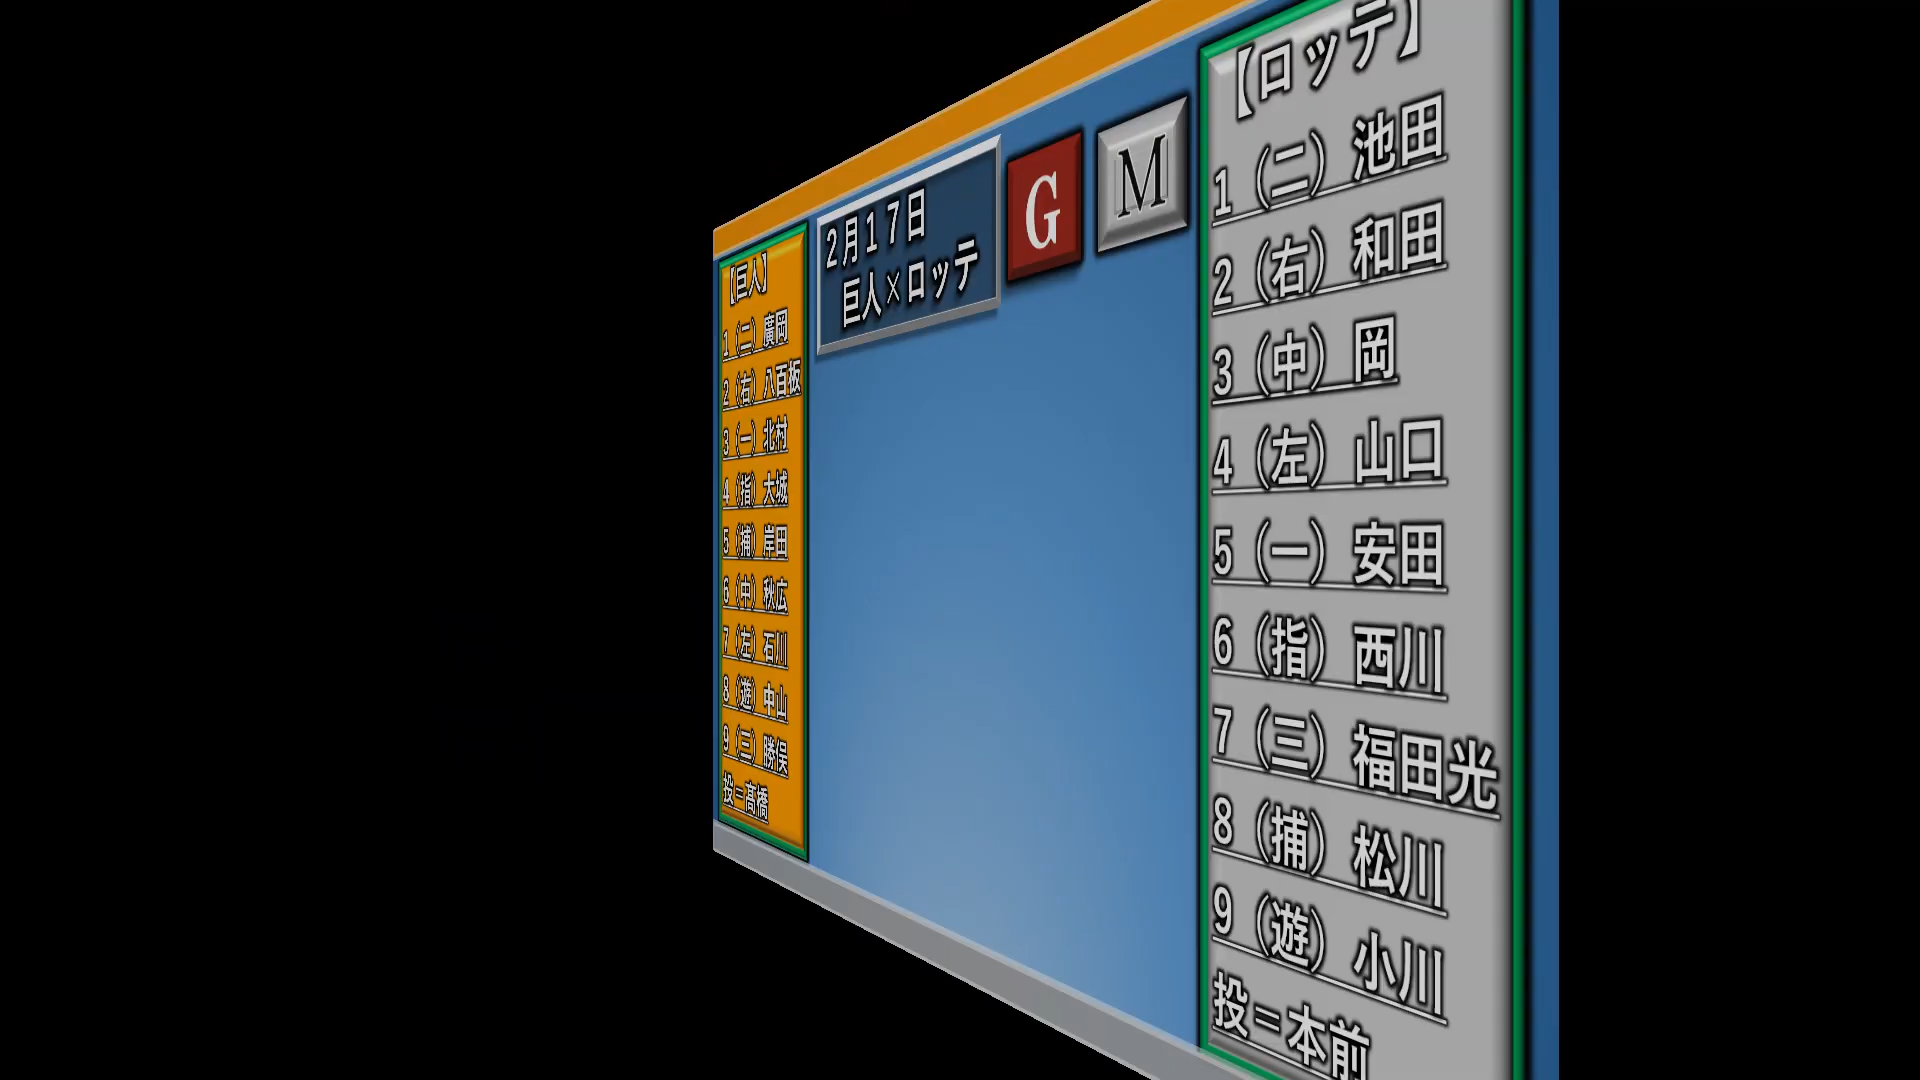 【巨人】
1（二）廣岡
2（右）八百板
3（一）北村
4（指）大城
5（捕）岸田
6（中）秋広
7（左）石川
8（遊）中山
9（三）勝俣
投＝髙橋
2月17日
巨人×ロッテ
G
M
【ロッテ】
1（二）池田
2（右）和田
3（中）岡
4（左）山口
5（一）安田
6（指）西川
7（三）福田光
8（捕）松川
9（遊）小川
投＝本前